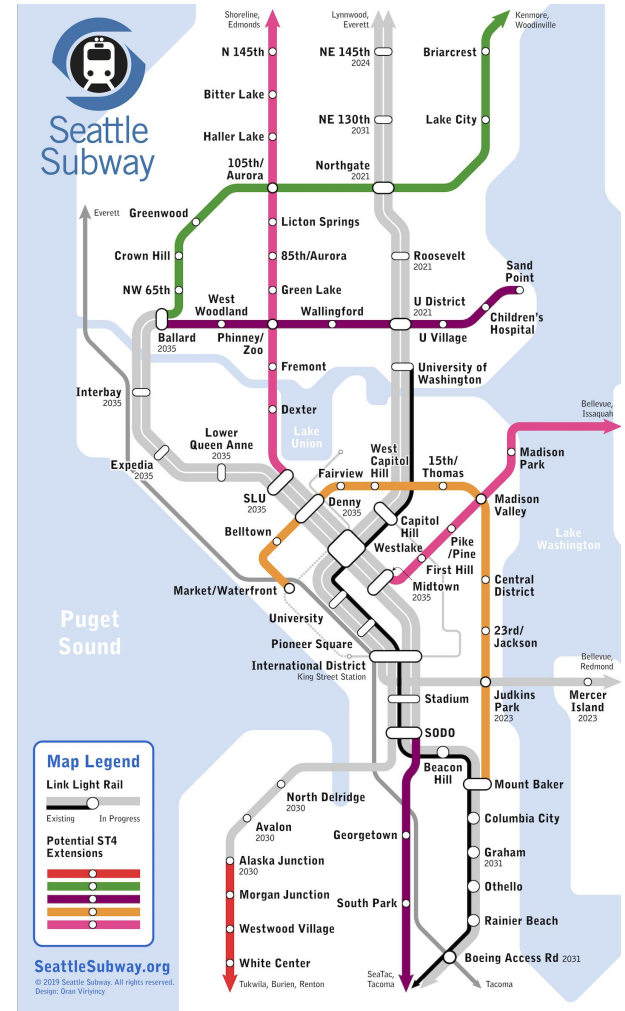 Shoreline,
Edmonds
Lynnwood,
Everett
Kenmore,
Woodinville
N 145th
NE 145th
2024
Briarcrest
Bitter Lake
Seattle
Subway
NE 130th
2031
Lake City
Haller Lake
105th/
Aurora
Northgate
2021
Everett
Greenwood
Licton Springs
Crown Hill
85th/Aurora
Roosevelt
2021
Sand
Point
NW 65th
Green Lake
West
Woodland
Wallingford
U District
2021
Children's
Hospital
Ballard
2035
Phinney/
Zoo
U Village
Fremont
University of
Washington
Interbay
2035
Dexter
Bellevue,
Issaquah
Lake
Union
Lower
Queen Anne
2035
West
Capitol
Hill
15th/
Thomas
Madison
Park
Expedia
2035
Fairview
SLU
2035
Denny
2035
Madison
Valley
Belltown
Capitol
Hill
Pike
/Pine
Lake
Washington
Westlake
First Hill
Market/Waterfront
Midtown
2035
Central
District
Puget
Sound
University
23rd/
Jackson
Pioneer Square
International District
King Street Station
Bellevue,
Redmond
Stadium
Judkins
Park
2023
Mercer
Island
2023
SODO
Map Legend
Link Light Rail
Existing
In Progress
Potential ST4
Extensions
Beacon
Hill
Mount Baker
North Delridge
2030
Avalon
2030
Columbia City
Georgetown
Graham
2031
Alaska Junction
2030
Othello
Morgan Junction
South Park
Rainier Beach
Westwood Village
White Center
Boeing Access Rd 2031
SeattleSubway.org
© 2019 Seattle Subway. All rights reserved.
Design: Oran Viriyincy
Tukwila, Burien, Renton
SeaTac,
Tacoma
Tacoma